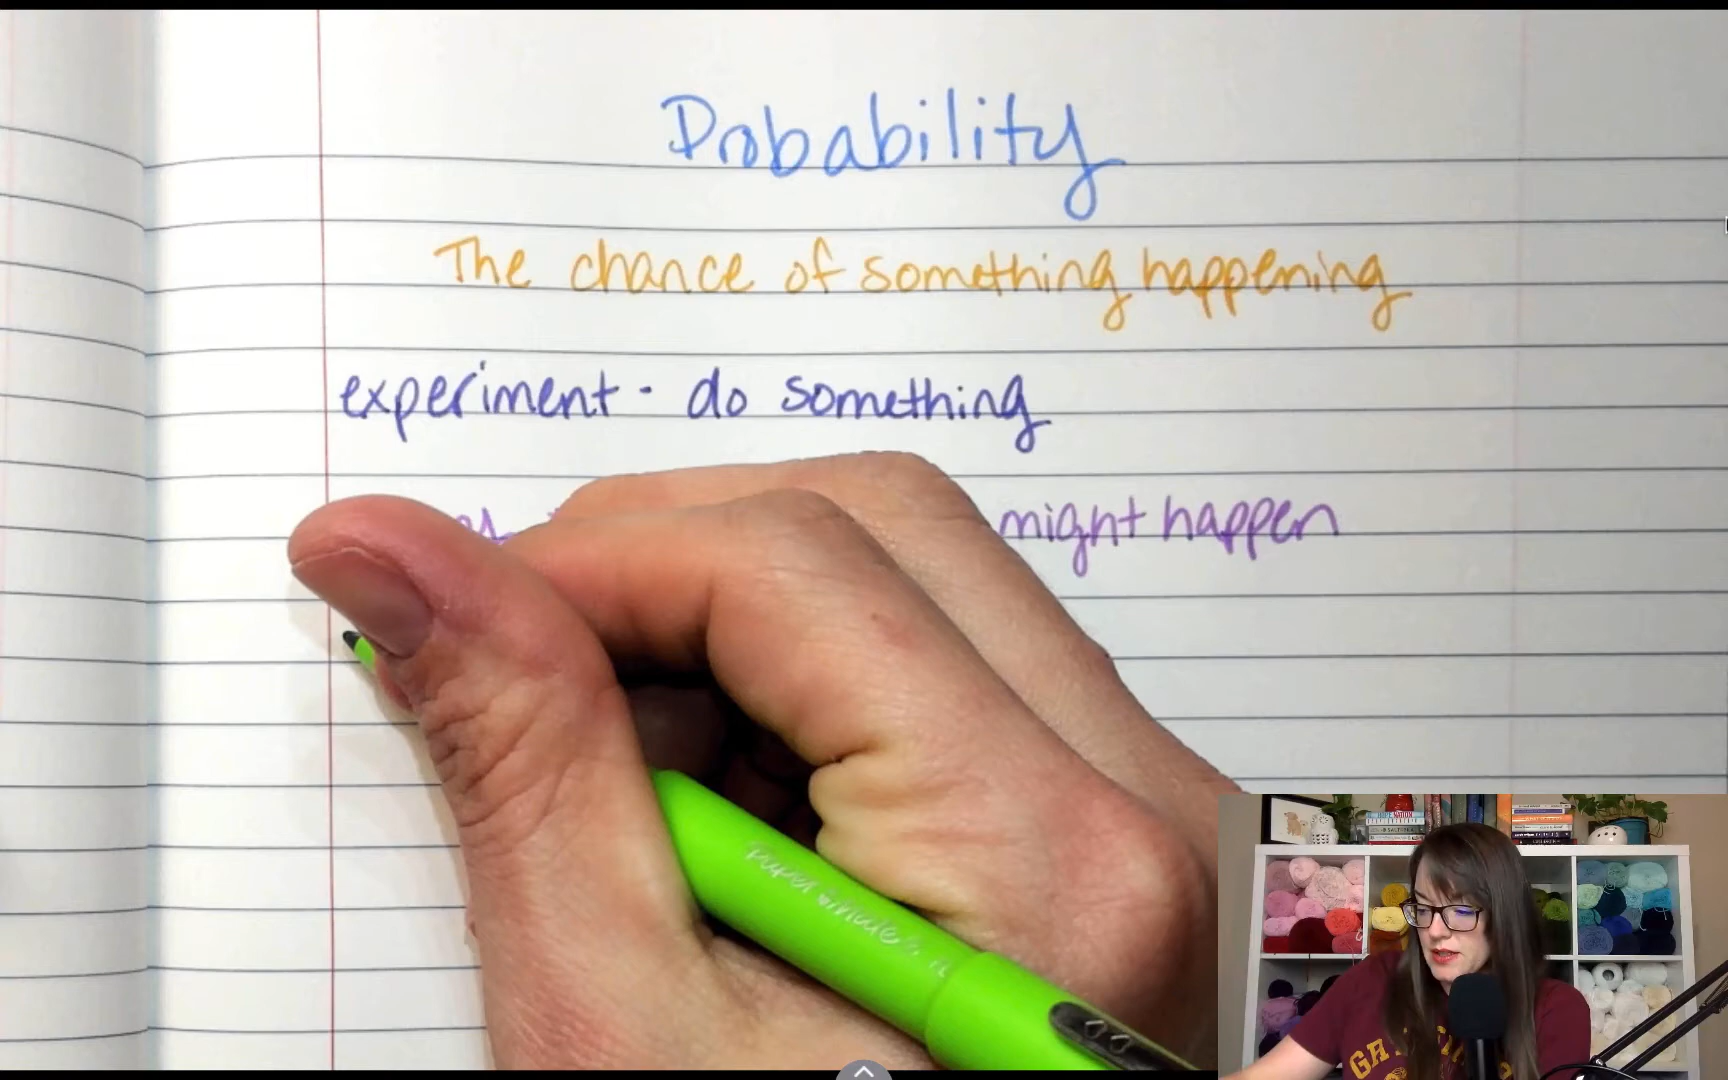 Probability
The chance of something happening
experiment - do something
might happen